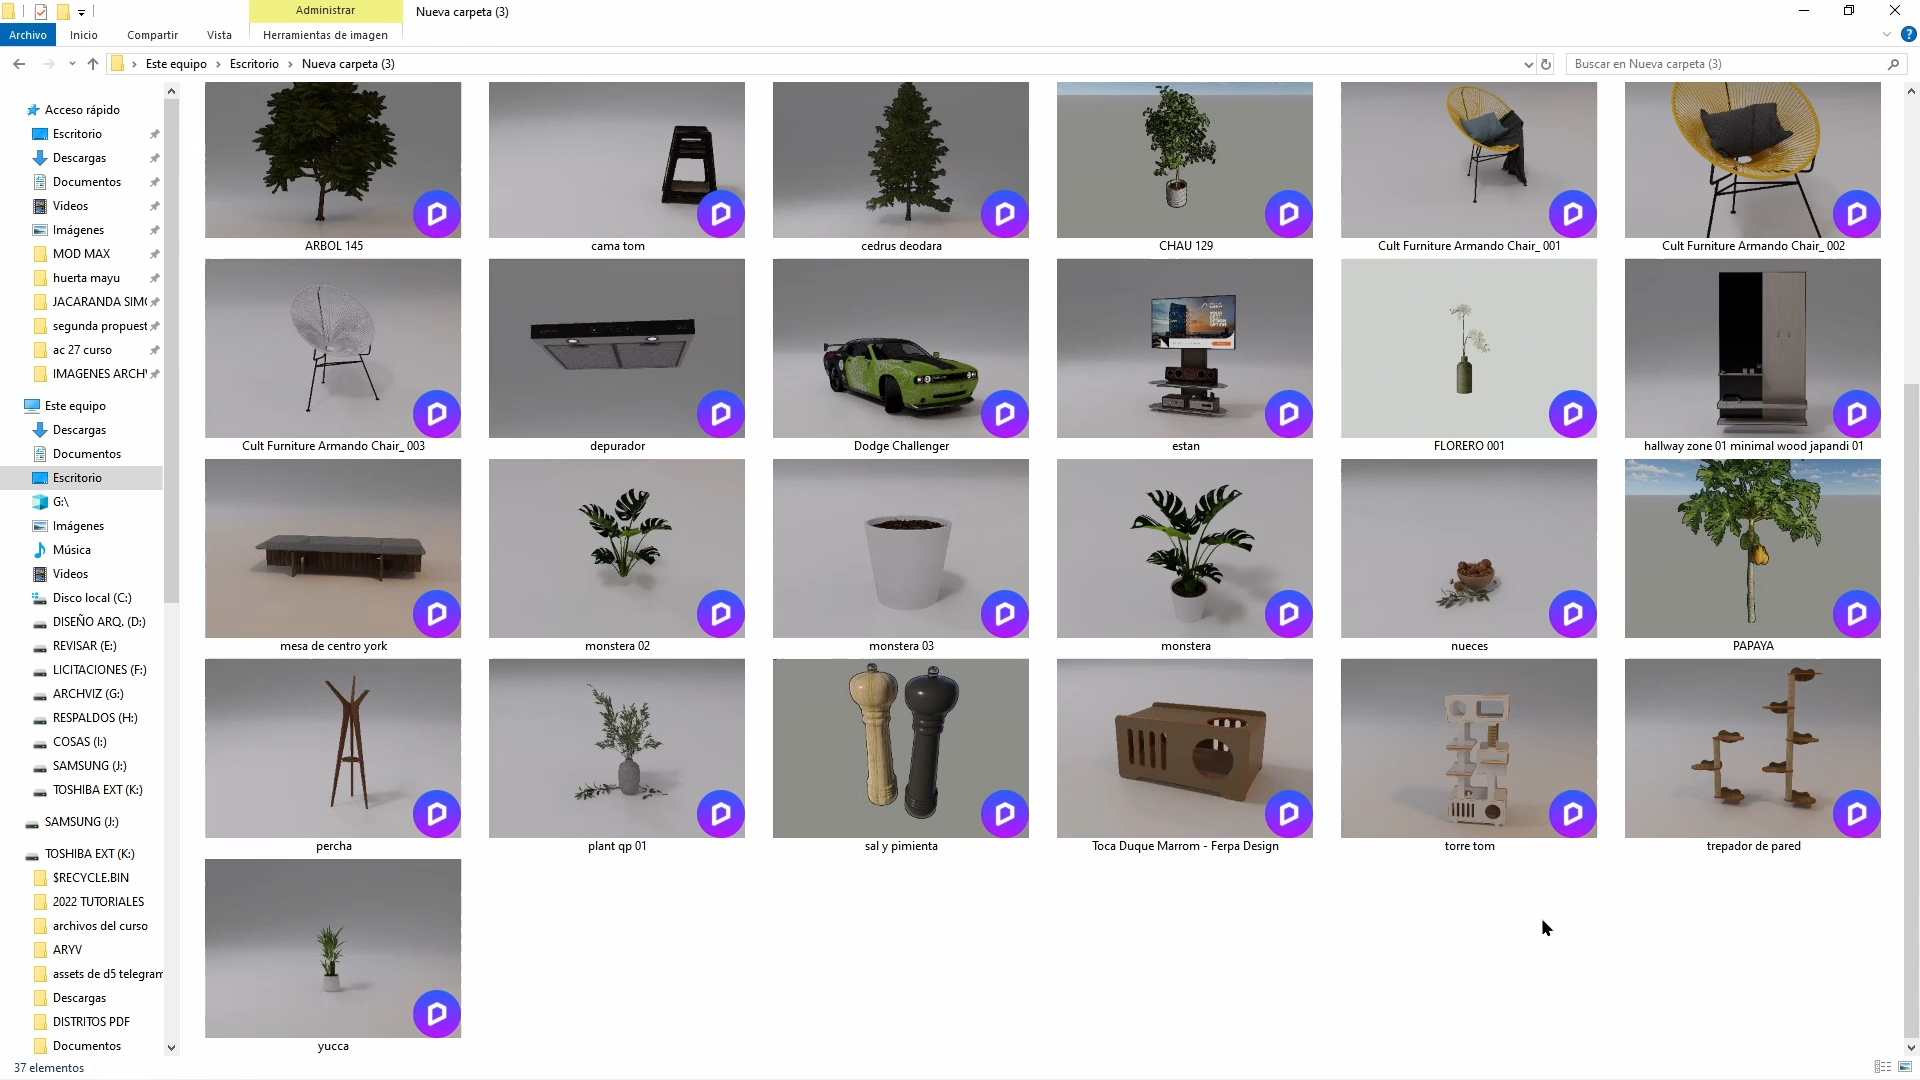 Administrar
Nueva carpeta (3)
Archivo
Inicio
Compartir
Vista
Herramientas de imagen
Este equipo
Escritorio
Nueva carpeta (3)
Buscar en Nueva carpeta (3)
Acceso rápido
Escritorio
Descargas
Documentos
Videos
Imágenes
MOD MAX
huerta mayu
JACARANDA SIM
segunda propuest
ac 27 curso
IMAGENES ARCH
Este equipo
Descargas
Documentos
Escritorio
G:\
Imágenes
Música
Videos
Disco local (C:)
DISEÑO ARQ. (D:)
REVISAR (E:)
LICITACIONES (F:)
ARCHVIZ (G:)
RESPALDOS (H:)
COSAS (I:)
SAMSUNG (J:)
TOSHIBA EXT (K:)
SAMSUNG (J:)
TOSHIBA EXT (K:)
$RECYCLE.BIN
2022 TUTORIALES
archivos del curso
ARYV
assets de d5 telegram
Descargas
DISTRITOS PDF
Documentos
ARBOL 145
cama tom
cedrus deodara
CHAU 129
Cult Furniture Armando Chair_ 001
Cult Furniture Armando Chair_ 002
Cult Furniture Armando Chair_ 003
depurador
Dodge Challenger
estan
FLORERO 001
hallway zone 01 minimal wood japandi 01
mesa de centro york
monstera 02
monstera 03
monstera
nueces
PAPAYA
percha
plant qp 01
sal y pimienta
Toca Duque Marrom - Ferpa Design
torre tom
trepador de pared
yucca
37 elementos